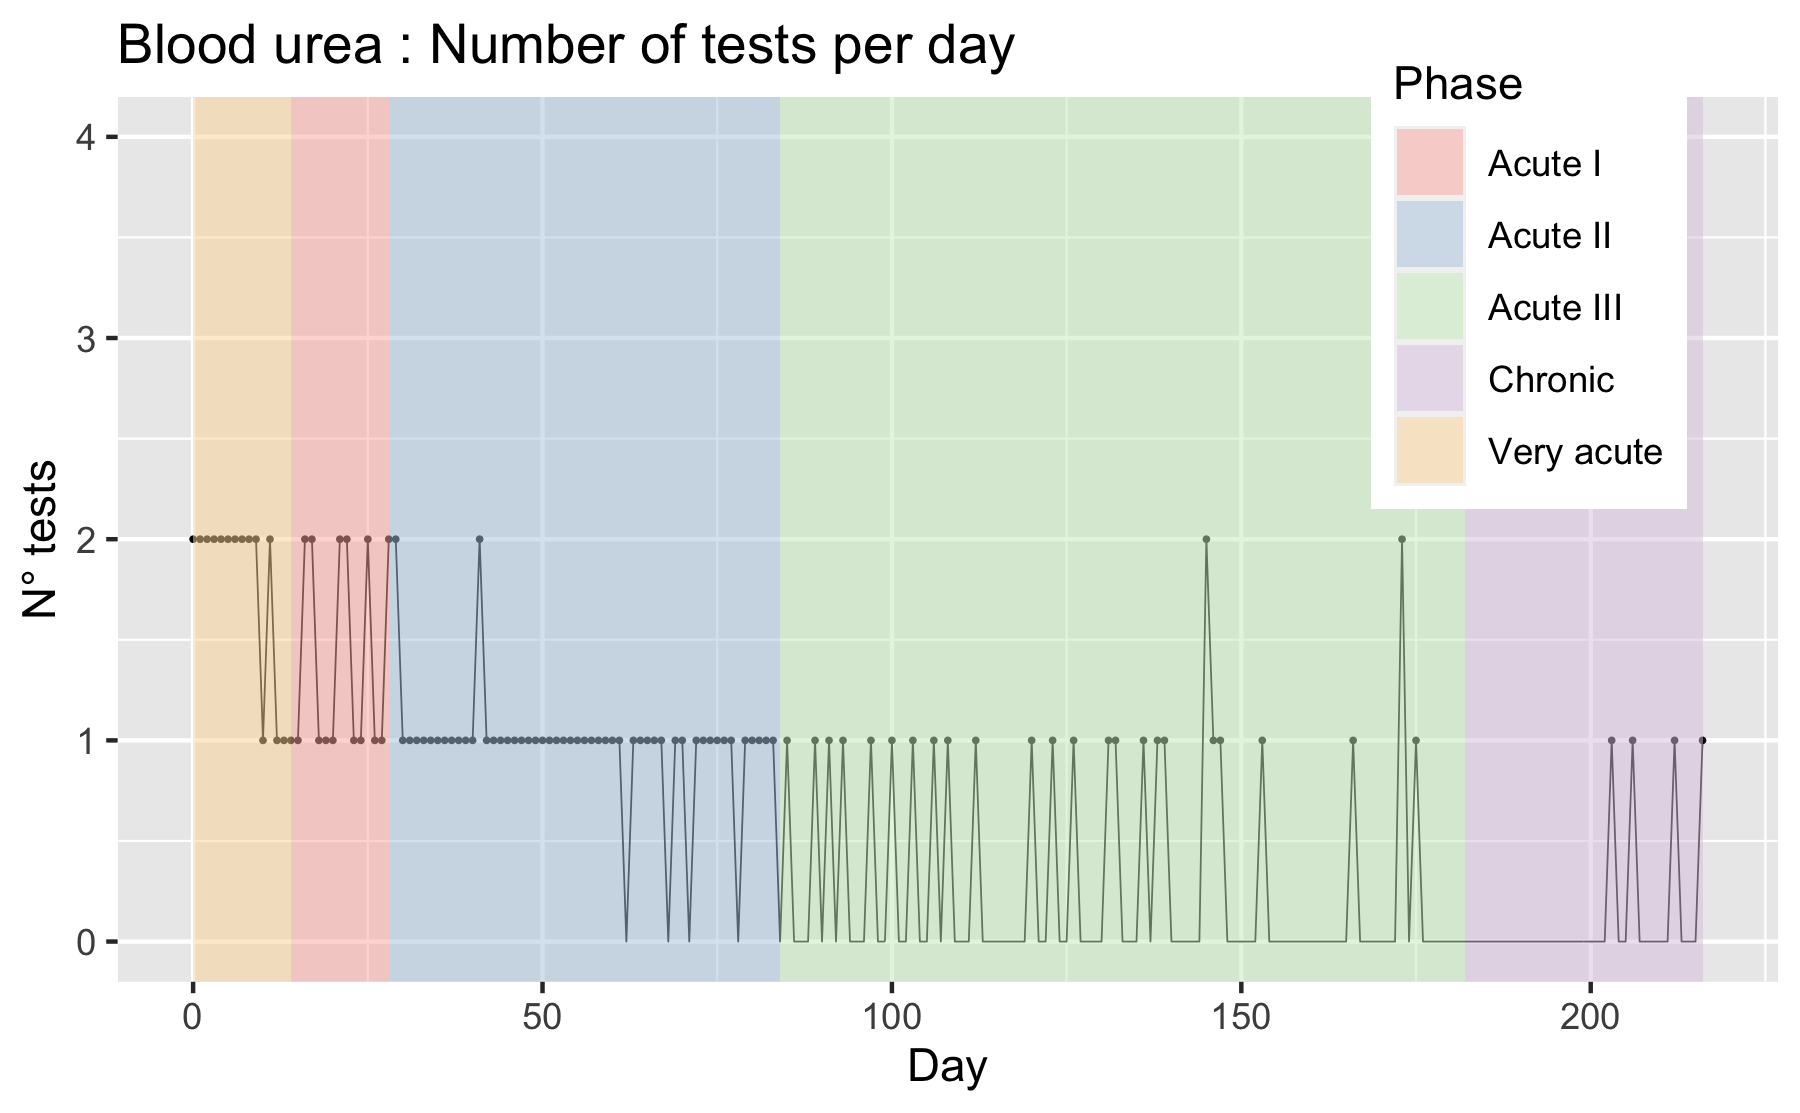 Blood urea : Number of tests per day
Phase
Acute I
Acute II
Acute III
Chronic
Very acute
N° tests
4
3
2
1
0
0 50 100 150 200
Day